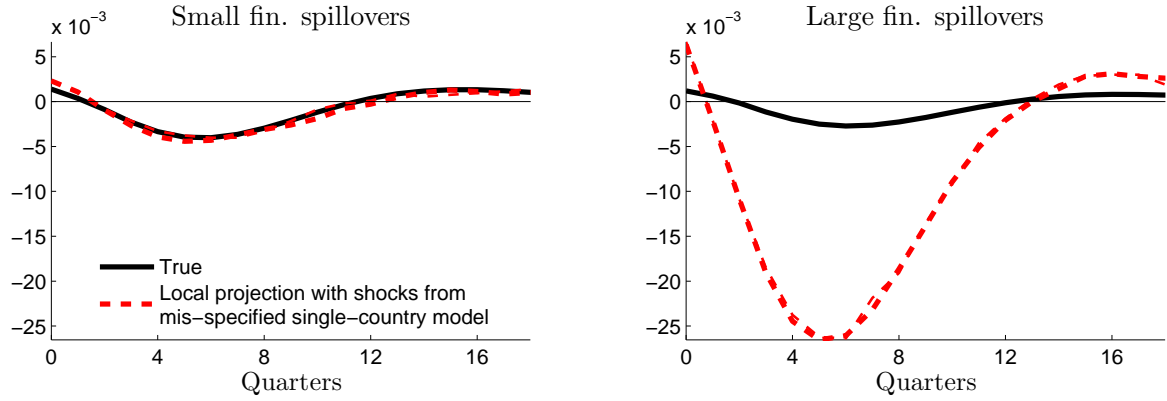 Small fin. spillovers
x 10⁻³
5
0
−5
−10
−15
−20
−25
True
Local projection with shocks from
mis−specified single−country model
0 4 8 12 16
Quarters
Large fin. spillovers
x 10⁻³
5
0
−5
−10
−15
−20
−25
0 4 8 12 16
Quarters